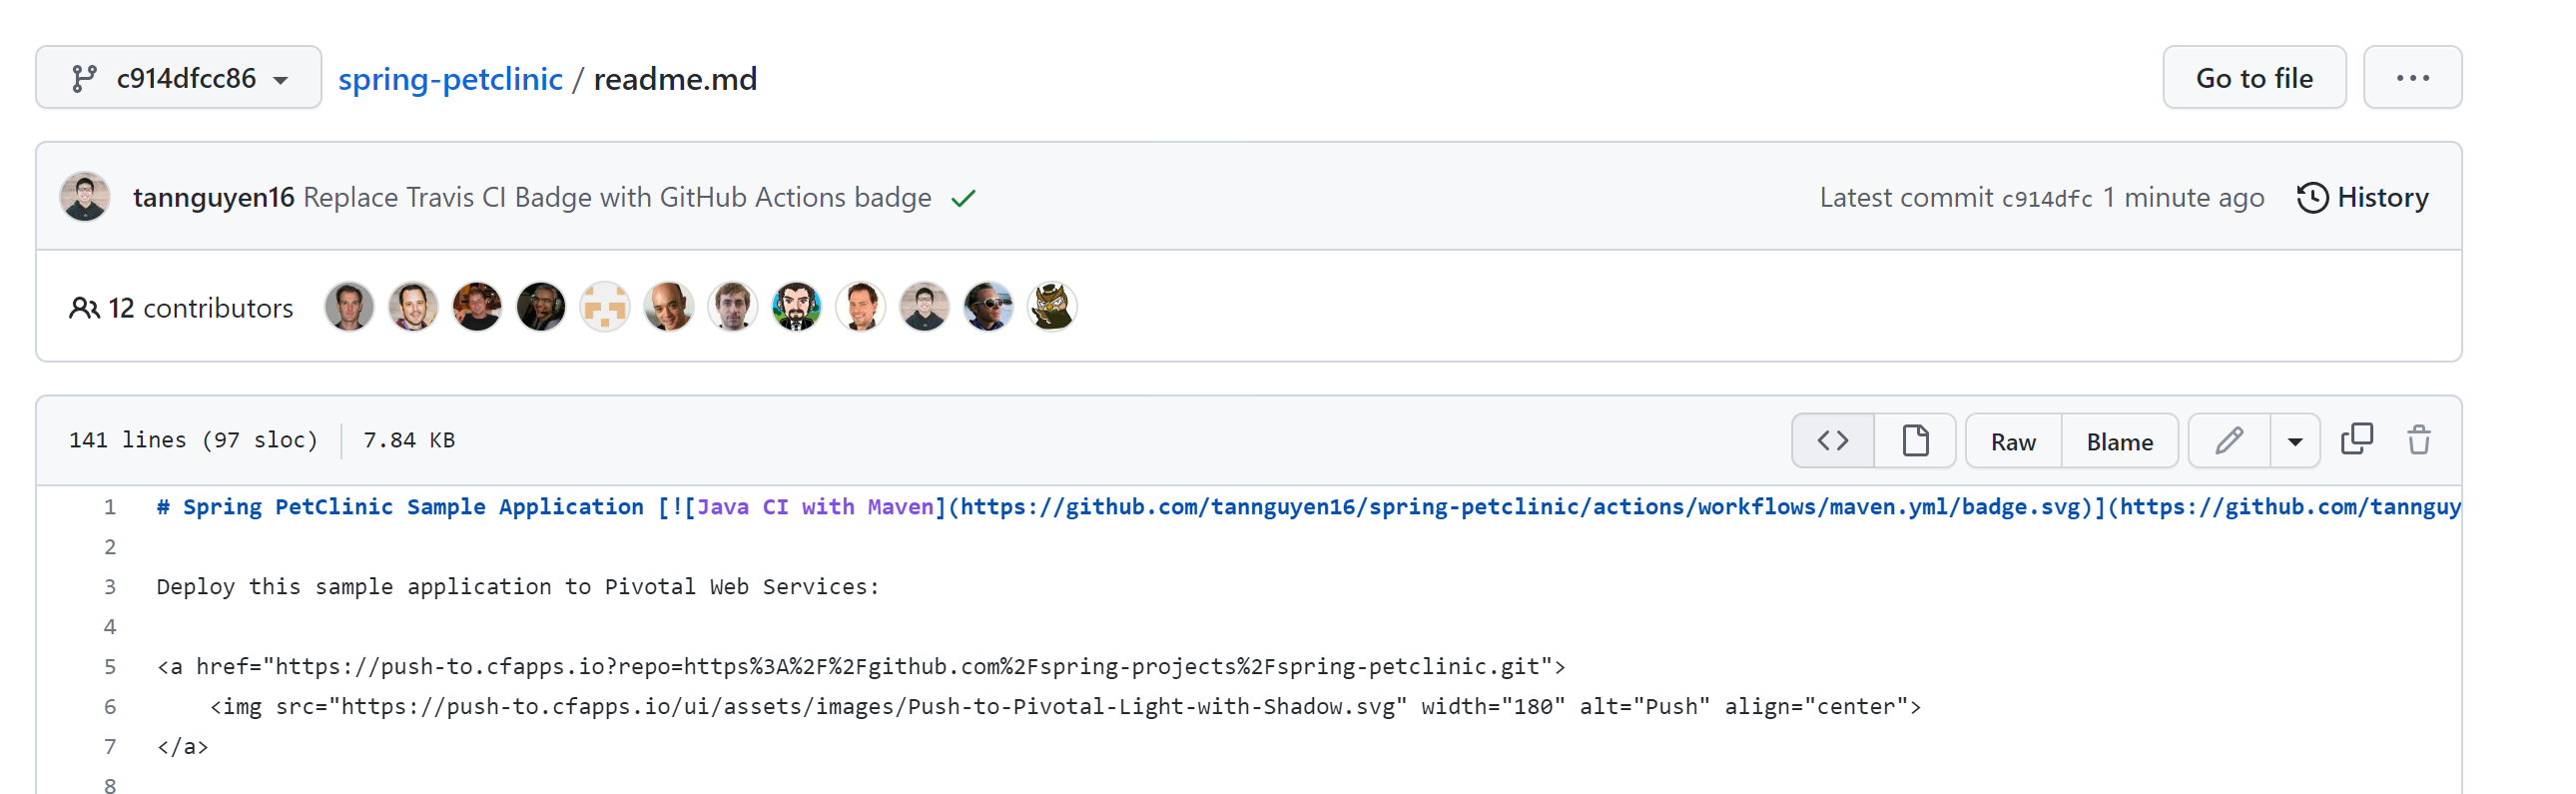 c914dfcc86 spring-petclinic / readme.md Go to file ...
tannguyen16 Replace Travis CI Badge with GitHub Actions badge Latest commit c914dfc 1 minute ago History
12 contributors
141 lines (97 sloc) 7.84 KB Raw Blame
1 # Spring PetClinic Sample Application [![Java CI with Maven](https://github.com/tannguyen16/spring-petclinic/actions/workflows/maven.yml/badge.svg)](https://github.com/tannguy
2
3 Deploy this sample application to Pivotal Web Services:
4
5 <a href="https://push-to.cfapps.io?repo=https%3A%2F%2Fgithub.com%2Fspring-projects%2Fspring-petclinic.git">
6 <img src="https://push-to.cfapps.io/ui/assets/images/Push-to-Pivotal-Light-with-Shadow.svg" width="180" alt="Push" align="center">
7 </a>
8